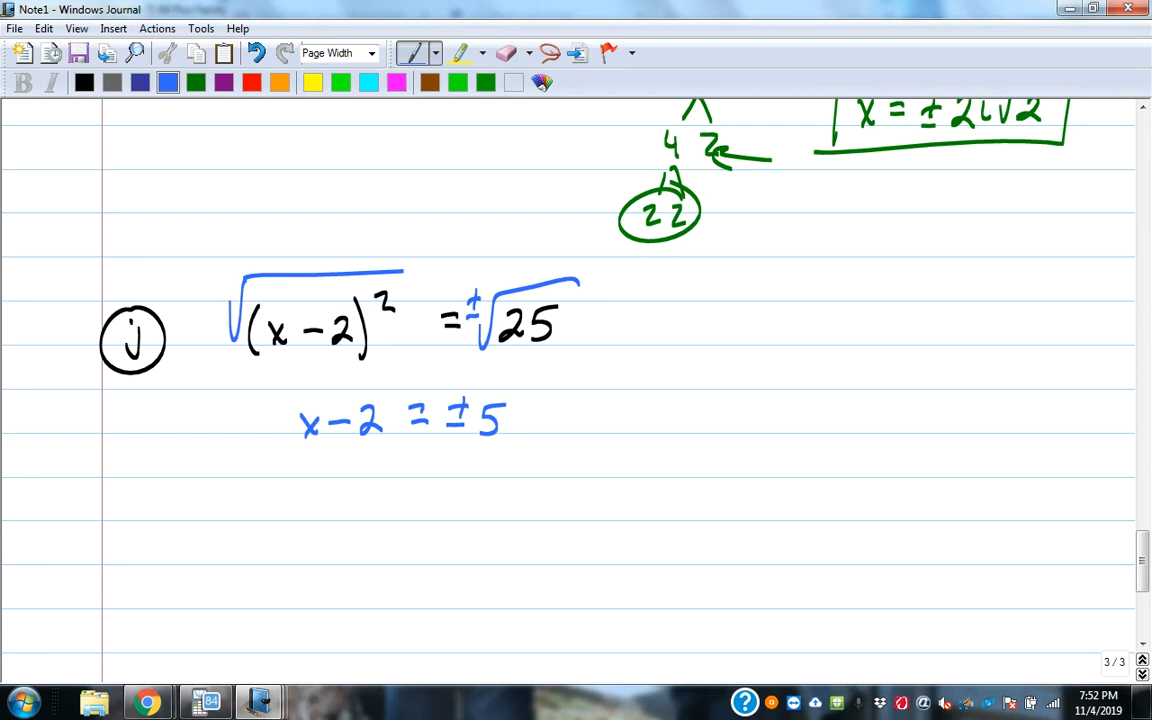 Note1 - Windows Journal
File Edit View Insert Actions Tools Help
Page Width
B I
x = ± 2i√2
4 2
2 2
j √(x - 2)² = ±√25
x - 2 = ± 5
3 / 3
84
7:52 PM
11/4/2019